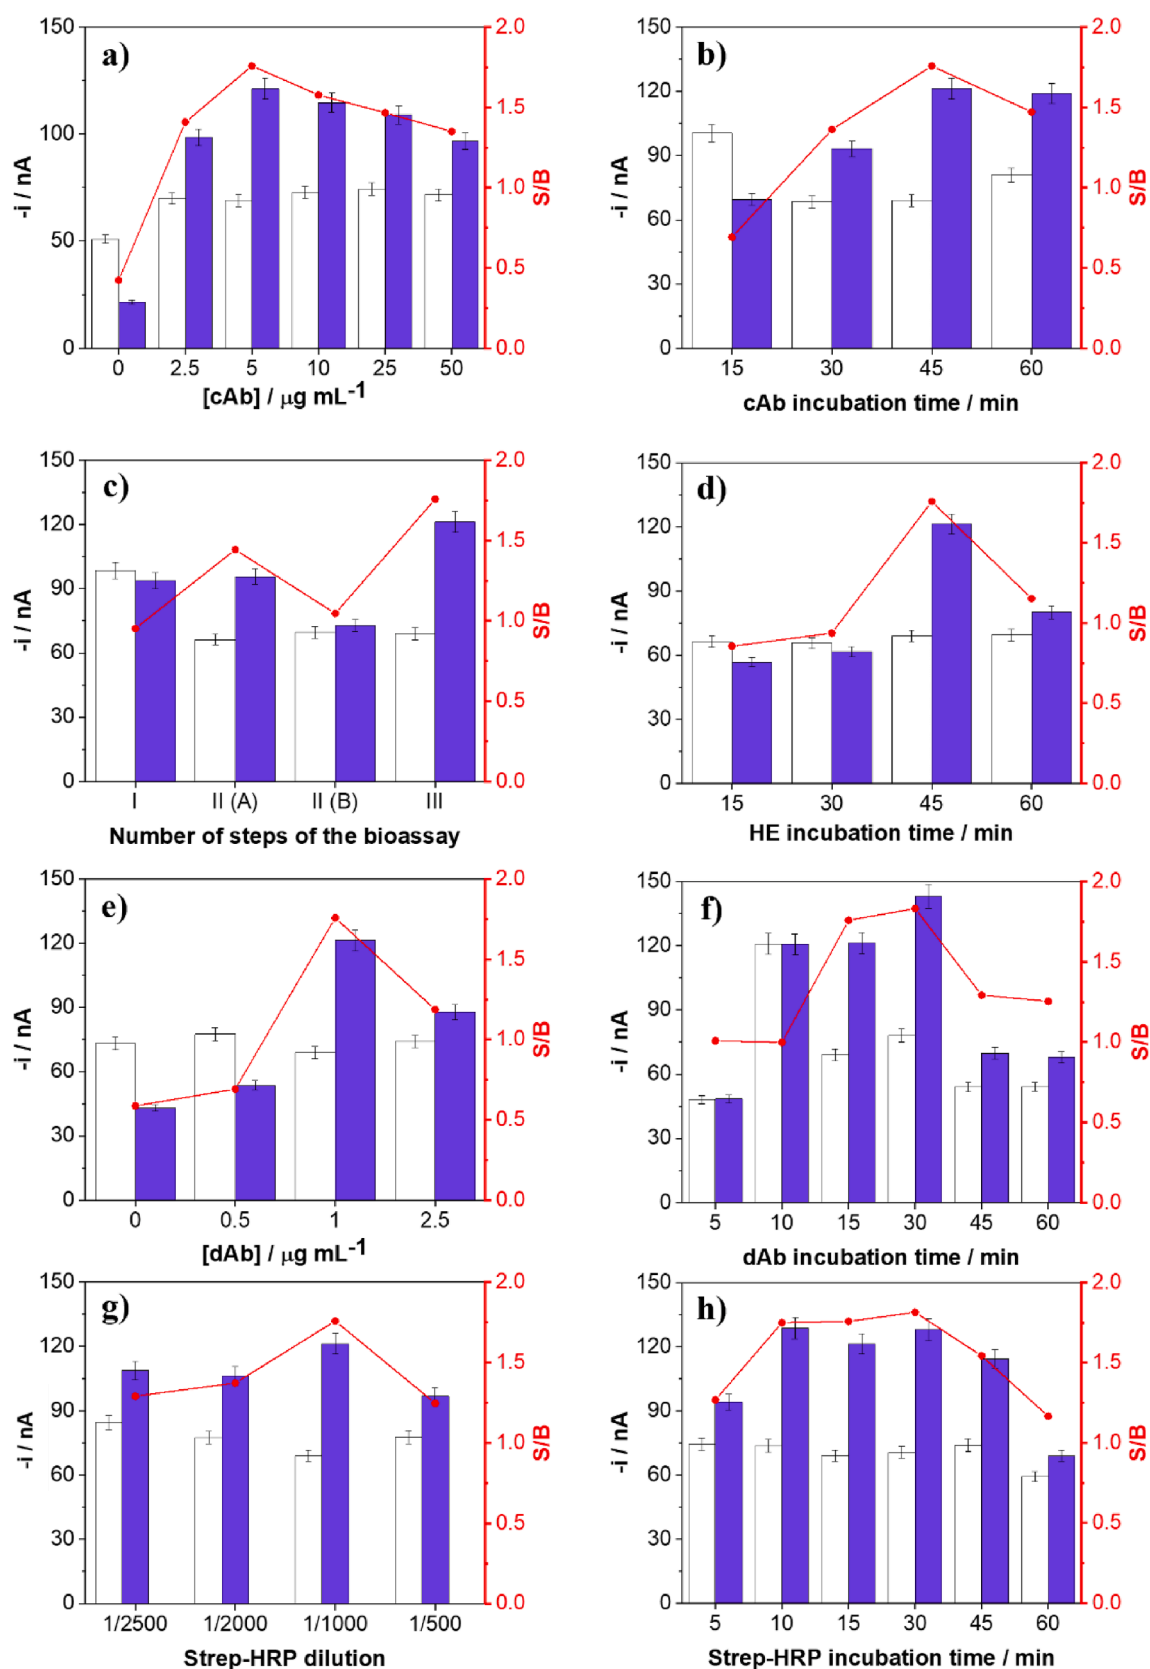 a)
150
100
50
0
-i / nA
2.0
1.5
1.0
0.5
0.0
S/B
0 2.5 5 10 25 50
[cAb] / μg mL⁻¹
b)
150
120
90
60
30
0
-i / nA
2.0
1.5
1.0
0.5
0.0
S/B
15 30 45 60
cAb incubation time / min
c)
150
120
90
60
30
0
-i / nA
2.0
1.5
1.0
0.5
0.0
S/B
I II (A) II (B) III
Number of steps of the bioassay
d)
150
120
90
60
30
0
-i / nA
2.0
1.5
1.0
0.5
0.0
S/B
15 30 45 60
HE incubation time / min
e)
150
120
90
60
30
0
-i / nA
2.0
1.5
1.0
0.5
0.0
S/B
0 0.5 1 2.5
[dAb] / μg mL⁻¹
f)
150
120
90
60
30
0
-i / nA
2.0
1.5
1.0
0.5
0.0
S/B
5 10 15 30 45 60
dAb incubation time / min
g)
150
120
90
60
30
0
-i / nA
2.0
1.5
1.0
0.5
0.0
S/B
1/2500 1/2000 1/1000 1/500
Strep-HRP dilution
h)
150
120
90
60
30
0
-i / nA
2.0
1.5
1.0
0.5
0.0
S/B
5 10 15 30 45 60
Strep-HRP incubation time / min